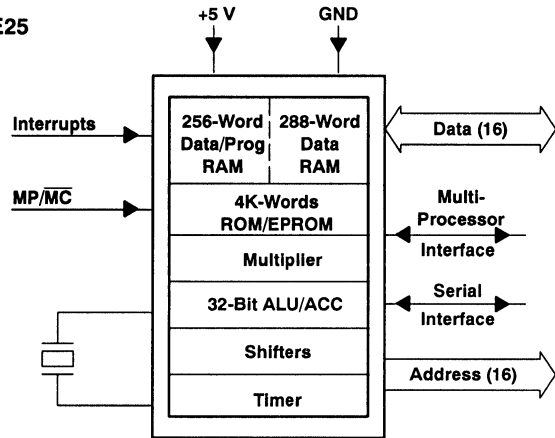 E25
+5 V
GND
Interrupts
MP/M̅C̅
256-Word
Data/Prog
RAM
288-Word
Data
RAM
4K-Words
ROM/EPROM
Multiplier
32-Bit ALU/ACC
Shifters
Timer
Data (16)
Multi-
Processor
Interface
Serial
Interface
Address (16)